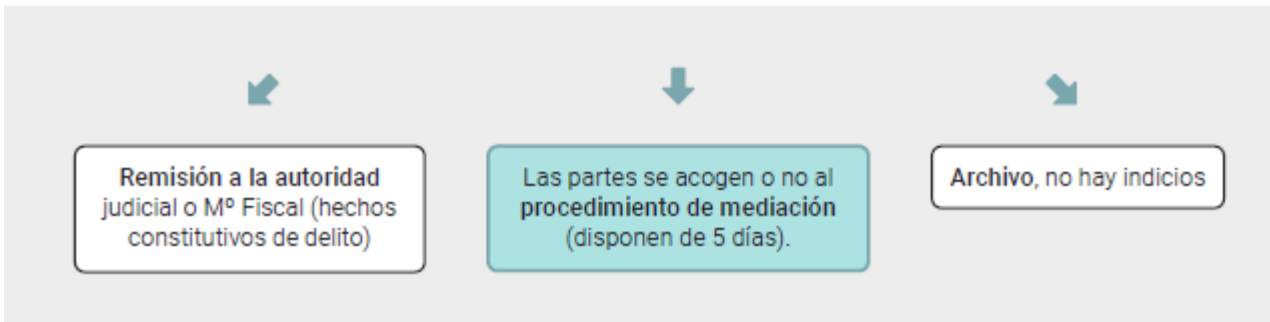 Remisión a la autoridad
judicial o Mº Fiscal (hechos
constitutivos de delito)
Las partes se acogen o no al
procedimiento de mediación
(disponen de 5 días).
Archivo, no hay indicios